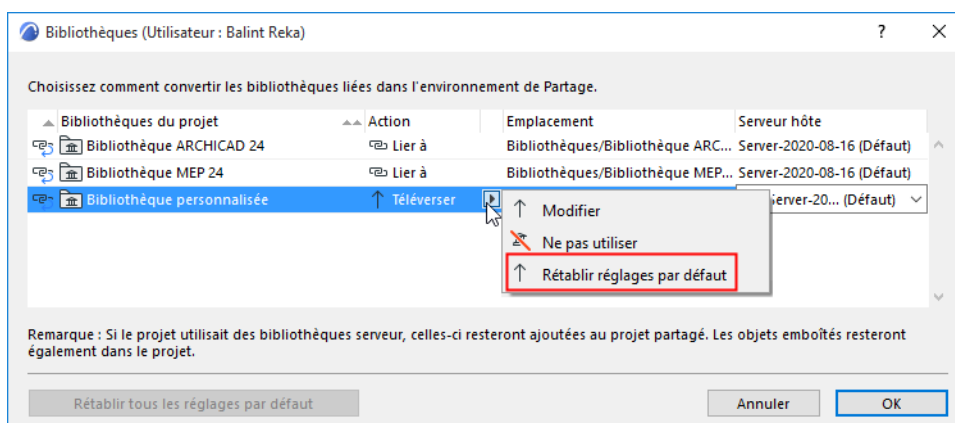 Bibliothèques (Utilisateur : Balint Reka)
Choisissez comment convertir les bibliothèques liées dans l'environnement de Partage.
Bibliothèques du projet Action Emplacement Serveur hôte
Bibliothèque ARCHICAD 24 Lier à Bibliothèques/Bibliothèque ARC... Server-2020-08-16 (Défaut)
Bibliothèque MEP 24 Lier à Bibliothèques/Bibliothèque MEP... Server-2020-08-16 (Défaut)
Bibliothèque personnalisée Téléverser Server-20... (Défaut)
Modifier
Ne pas utiliser
Rétablir réglages par défaut
Remarque : Si le projet utilisait des bibliothèques serveur, celles-ci resteront ajoutées au projet partagé. Les objets emboîtés resteront
également dans le projet.
Rétablir tous les réglages par défaut Annuler OK